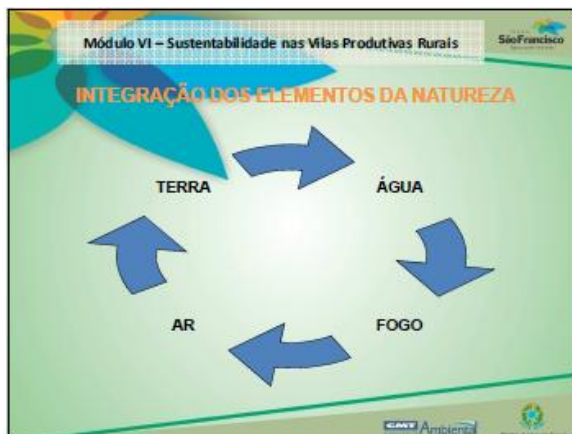 Módulo VI – Sustentabilidade nas Vilas Produtivas Rurais
São Francisco
INTEGRAÇÃO DOS ELEMENTOS DA NATUREZA
TERRA
ÁGUA
AR
FOGO
CMT Ambiental